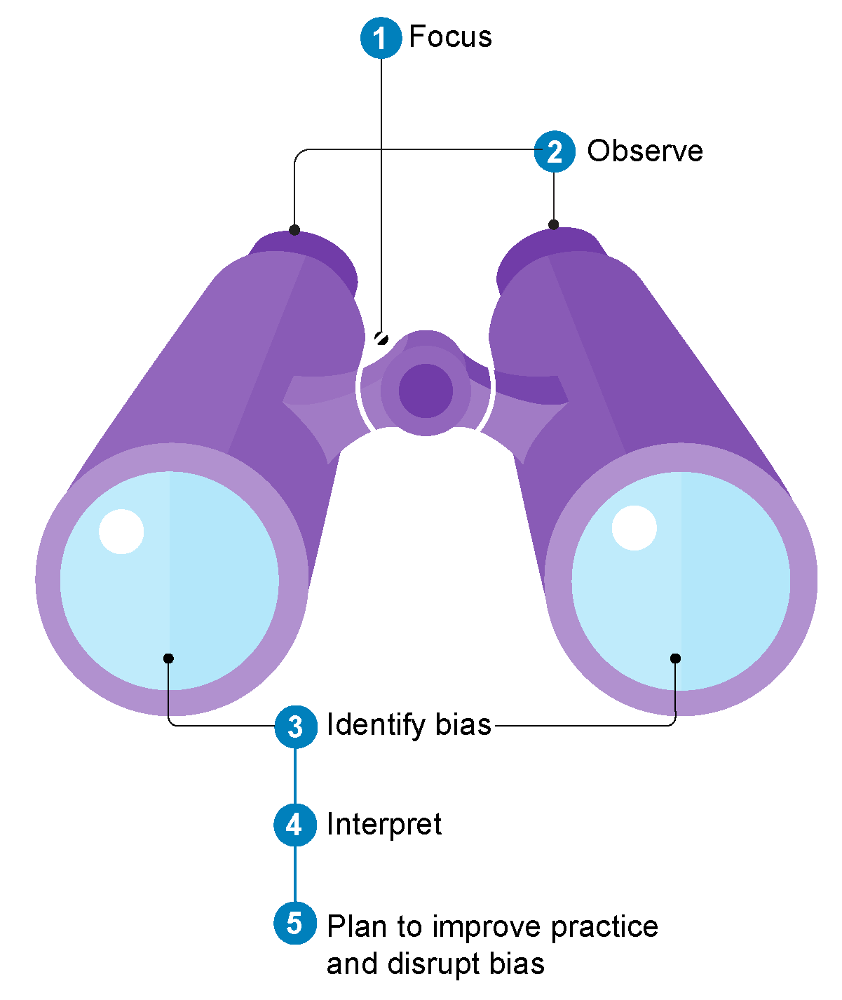 1 Focus
2 Observe
3 Identify bias
4 Interpret
5 Plan to improve practice
and disrupt bias